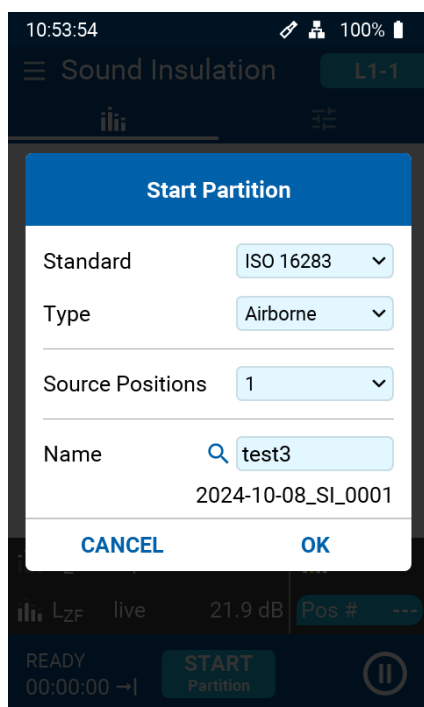 10:53:54 100%
Sound Insulation L1-1
Start Partition
Standard ISO 16283
Type Airborne
Source Positions 1
Name test3
2024-10-08_SI_0001
CANCEL OK
LZF live 21.9 dB Pos # ---
READY START
00:00:00 Partition